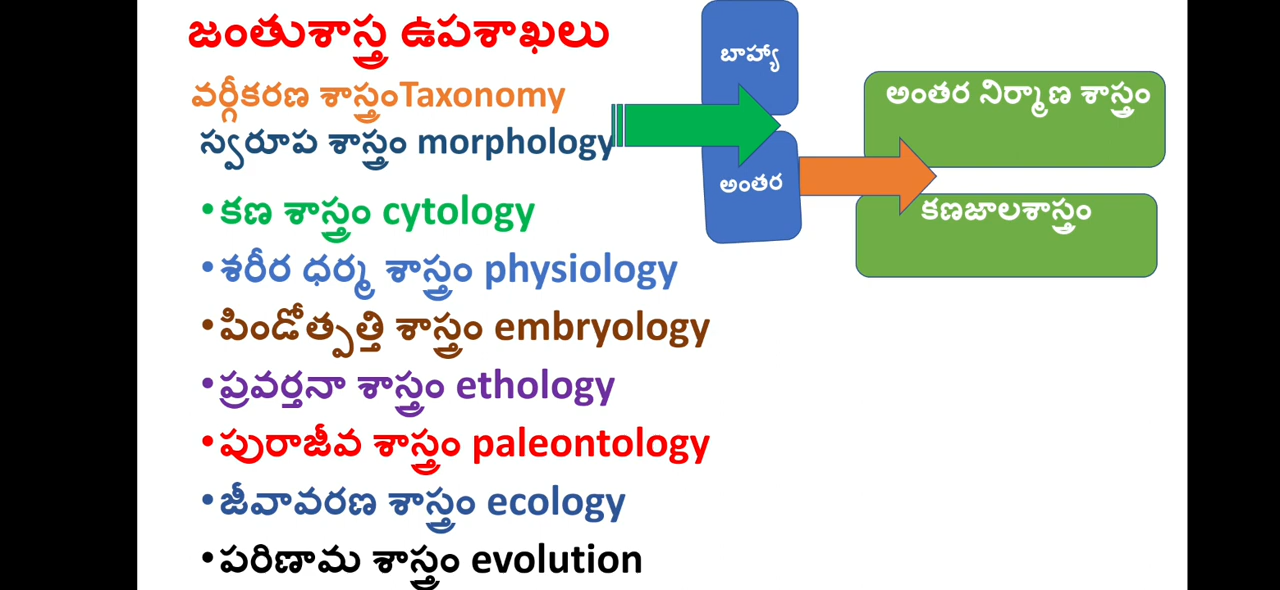 జంతుశాస్త్ర ఉపశాఖలు
వర్గీకరణ శాస్త్రంTaxonomy
స్వరూప శాస్త్రం morphology
బాహ్యా
అంతర
అంతర నిర్మాణ శాస్త్రం
కణజాలశాస్త్రం
•కణ శాస్త్రం cytology
•శరీర ధర్మ శాస్త్రం physiology
•పిండోత్పత్తి శాస్త్రం embryology
•ప్రవర్తనా శాస్త్రం ethology
•పురాజీవ శాస్త్రం paleontology
•జీవావరణ శాస్త్రం ecology
•పరిణామ శాస్త్రం evolution